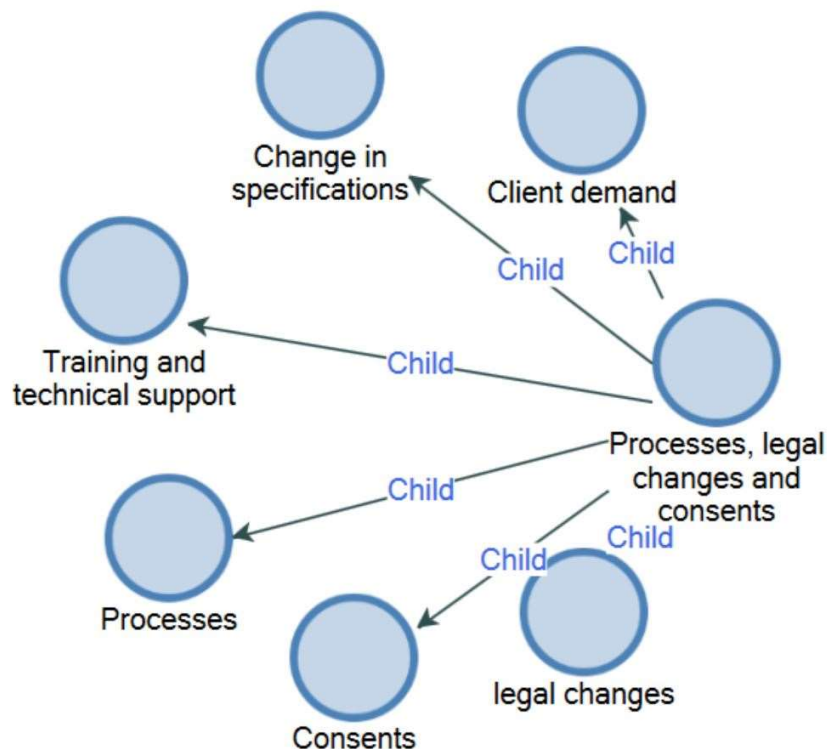 Change in
specifications
Client demand
Child
Child
Training and
technical support
Child
Processes, legal
changes and
consents
Child
Child
Child
Processes
legal changes
Consents